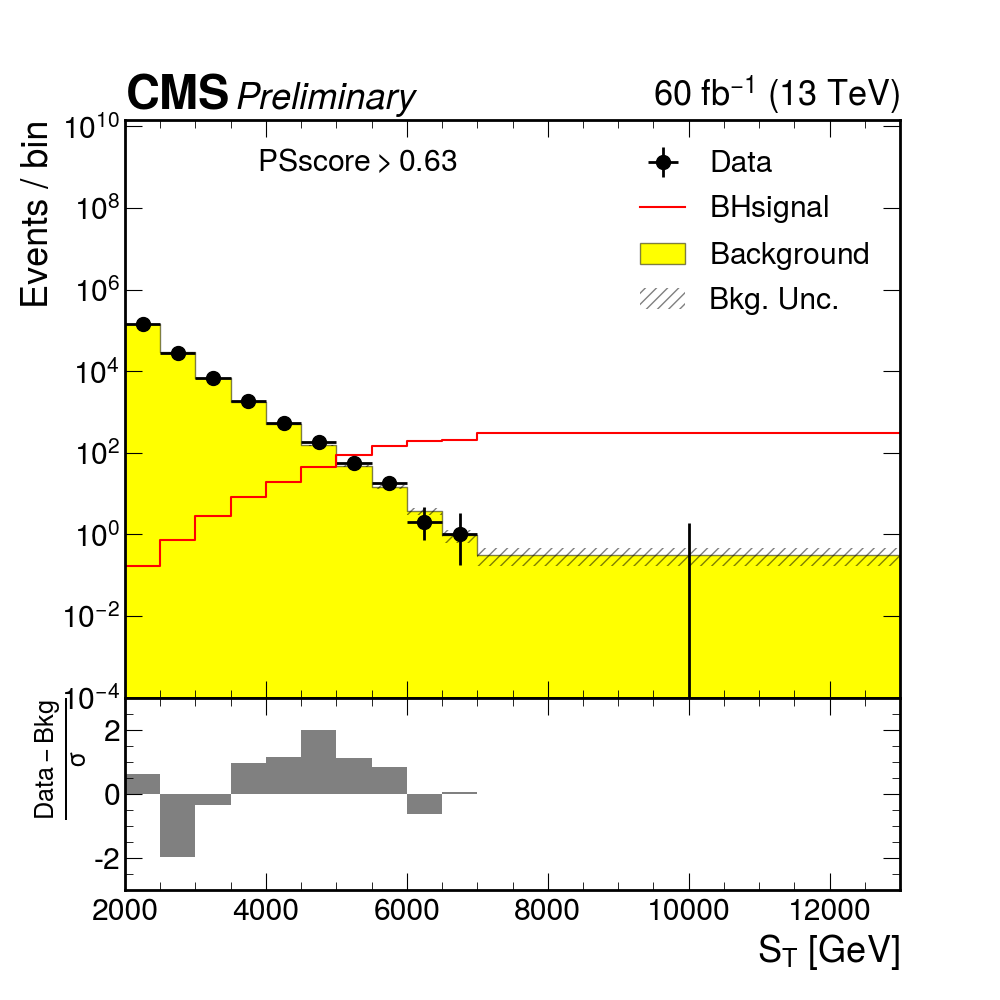 CMS Preliminary
60 fb⁻¹ (13 TeV)
Events / bin
10¹⁰
10⁸
10⁶
10⁴
10²
10⁰
10⁻²
10⁻⁴
PSscore > 0.63
Data
BHsignal
Background
Bkg. Unc.
Data – Bkg
σ
2
0
-2
2000 4000 6000 8000 10000 12000
S_T [GeV]